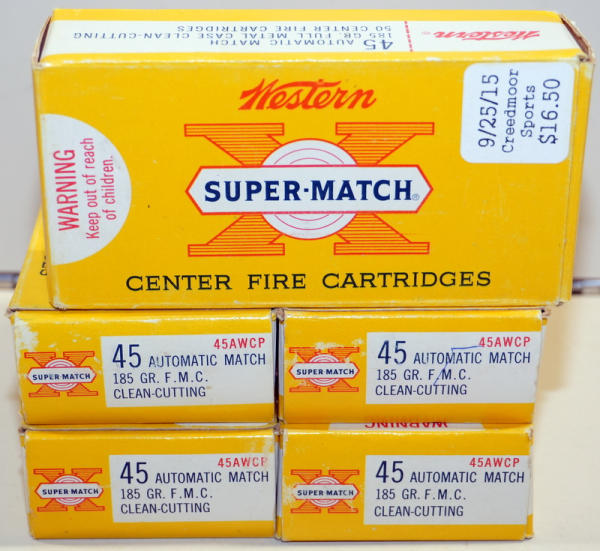 45 AUTOMATIC MATCH
185 GR. FULL METAL CASE CLEAN-CUTTING
50 CENTER FIRE CARTRIDGES
Western
Western
SUPER-MATCH®
CENTER FIRE CARTRIDGES
WARNING
Keep out of reach
of children.
9/25/15
Creedmoor
Sports
$16.50
45AWCP
45 AUTOMATIC MATCH
185 GR. F.M.C.
CLEAN-CUTTING
SUPER-MATCH
45AWCP
45 AUTOMATIC MATCH
185 GR. F.M.C.
CLEAN-CUTTING
SUPER-MATCH
WARNING
45AWCP
45 AUTOMATIC MATCH
185 GR. F.M.C.
CLEAN-CUTTING
SUPER-MATCH
45AWCP
45 AUTOMATIC MATCH
185 GR. F.M.C.
CLEAN-CUTTING
SUPER-MATCH